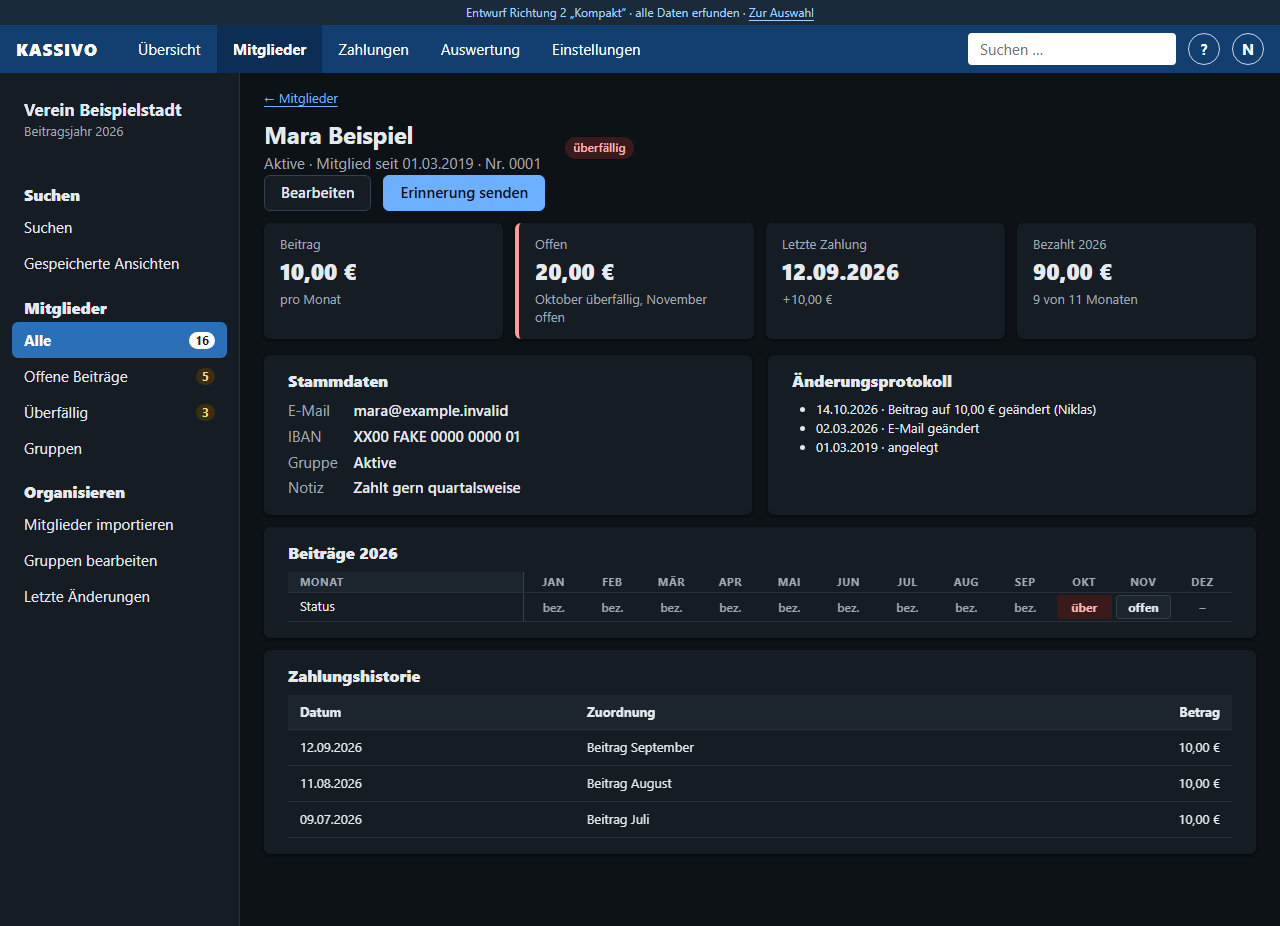 Entwurf Richtung 2 „Kompakt“ · alle Daten erfunden · Zur Auswahl
KASSIVO Übersicht Mitglieder Zahlungen Auswertung Einstellungen Suchen … ? N
Verein Beispielstadt
Beitragsjahr 2026
Suchen
Suchen
Gespeicherte Ansichten
Mitglieder
Alle 16
Offene Beiträge 5
Überfällig 3
Gruppen
Organisieren
Mitglieder importieren
Gruppen bearbeiten
Letzte Änderungen
← Mitglieder
Mara Beispiel
Aktive · Mitglied seit 01.03.2019 · Nr. 0001
überfällig
Bearbeiten Erinnerung senden
Beitrag
10,00 €
pro Monat
Offen
20,00 €
Oktober überfällig, November
offen
Letzte Zahlung
12.09.2026
+10,00 €
Bezahlt 2026
90,00 €
9 von 11 Monaten
Stammdaten
E-Mail mara@example.invalid
IBAN XX00 FAKE 0000 0000 01
Gruppe Aktive
Notiz Zahlt gern quartalsweise
Änderungsprotokoll
• 14.10.2026 · Beitrag auf 10,00 € geändert (Niklas)
• 02.03.2026 · E-Mail geändert
• 01.03.2019 · angelegt
Beiträge 2026
MONAT JAN FEB MÄR APR MAI JUN JUL AUG SEP OKT NOV DEZ
Status bez. bez. bez. bez. bez. bez. bez. bez. bez. über offen –
Zahlungshistorie
Datum Zuordnung Betrag
12.09.2026 Beitrag September 10,00 €
11.08.2026 Beitrag August 10,00 €
09.07.2026 Beitrag Juli 10,00 €